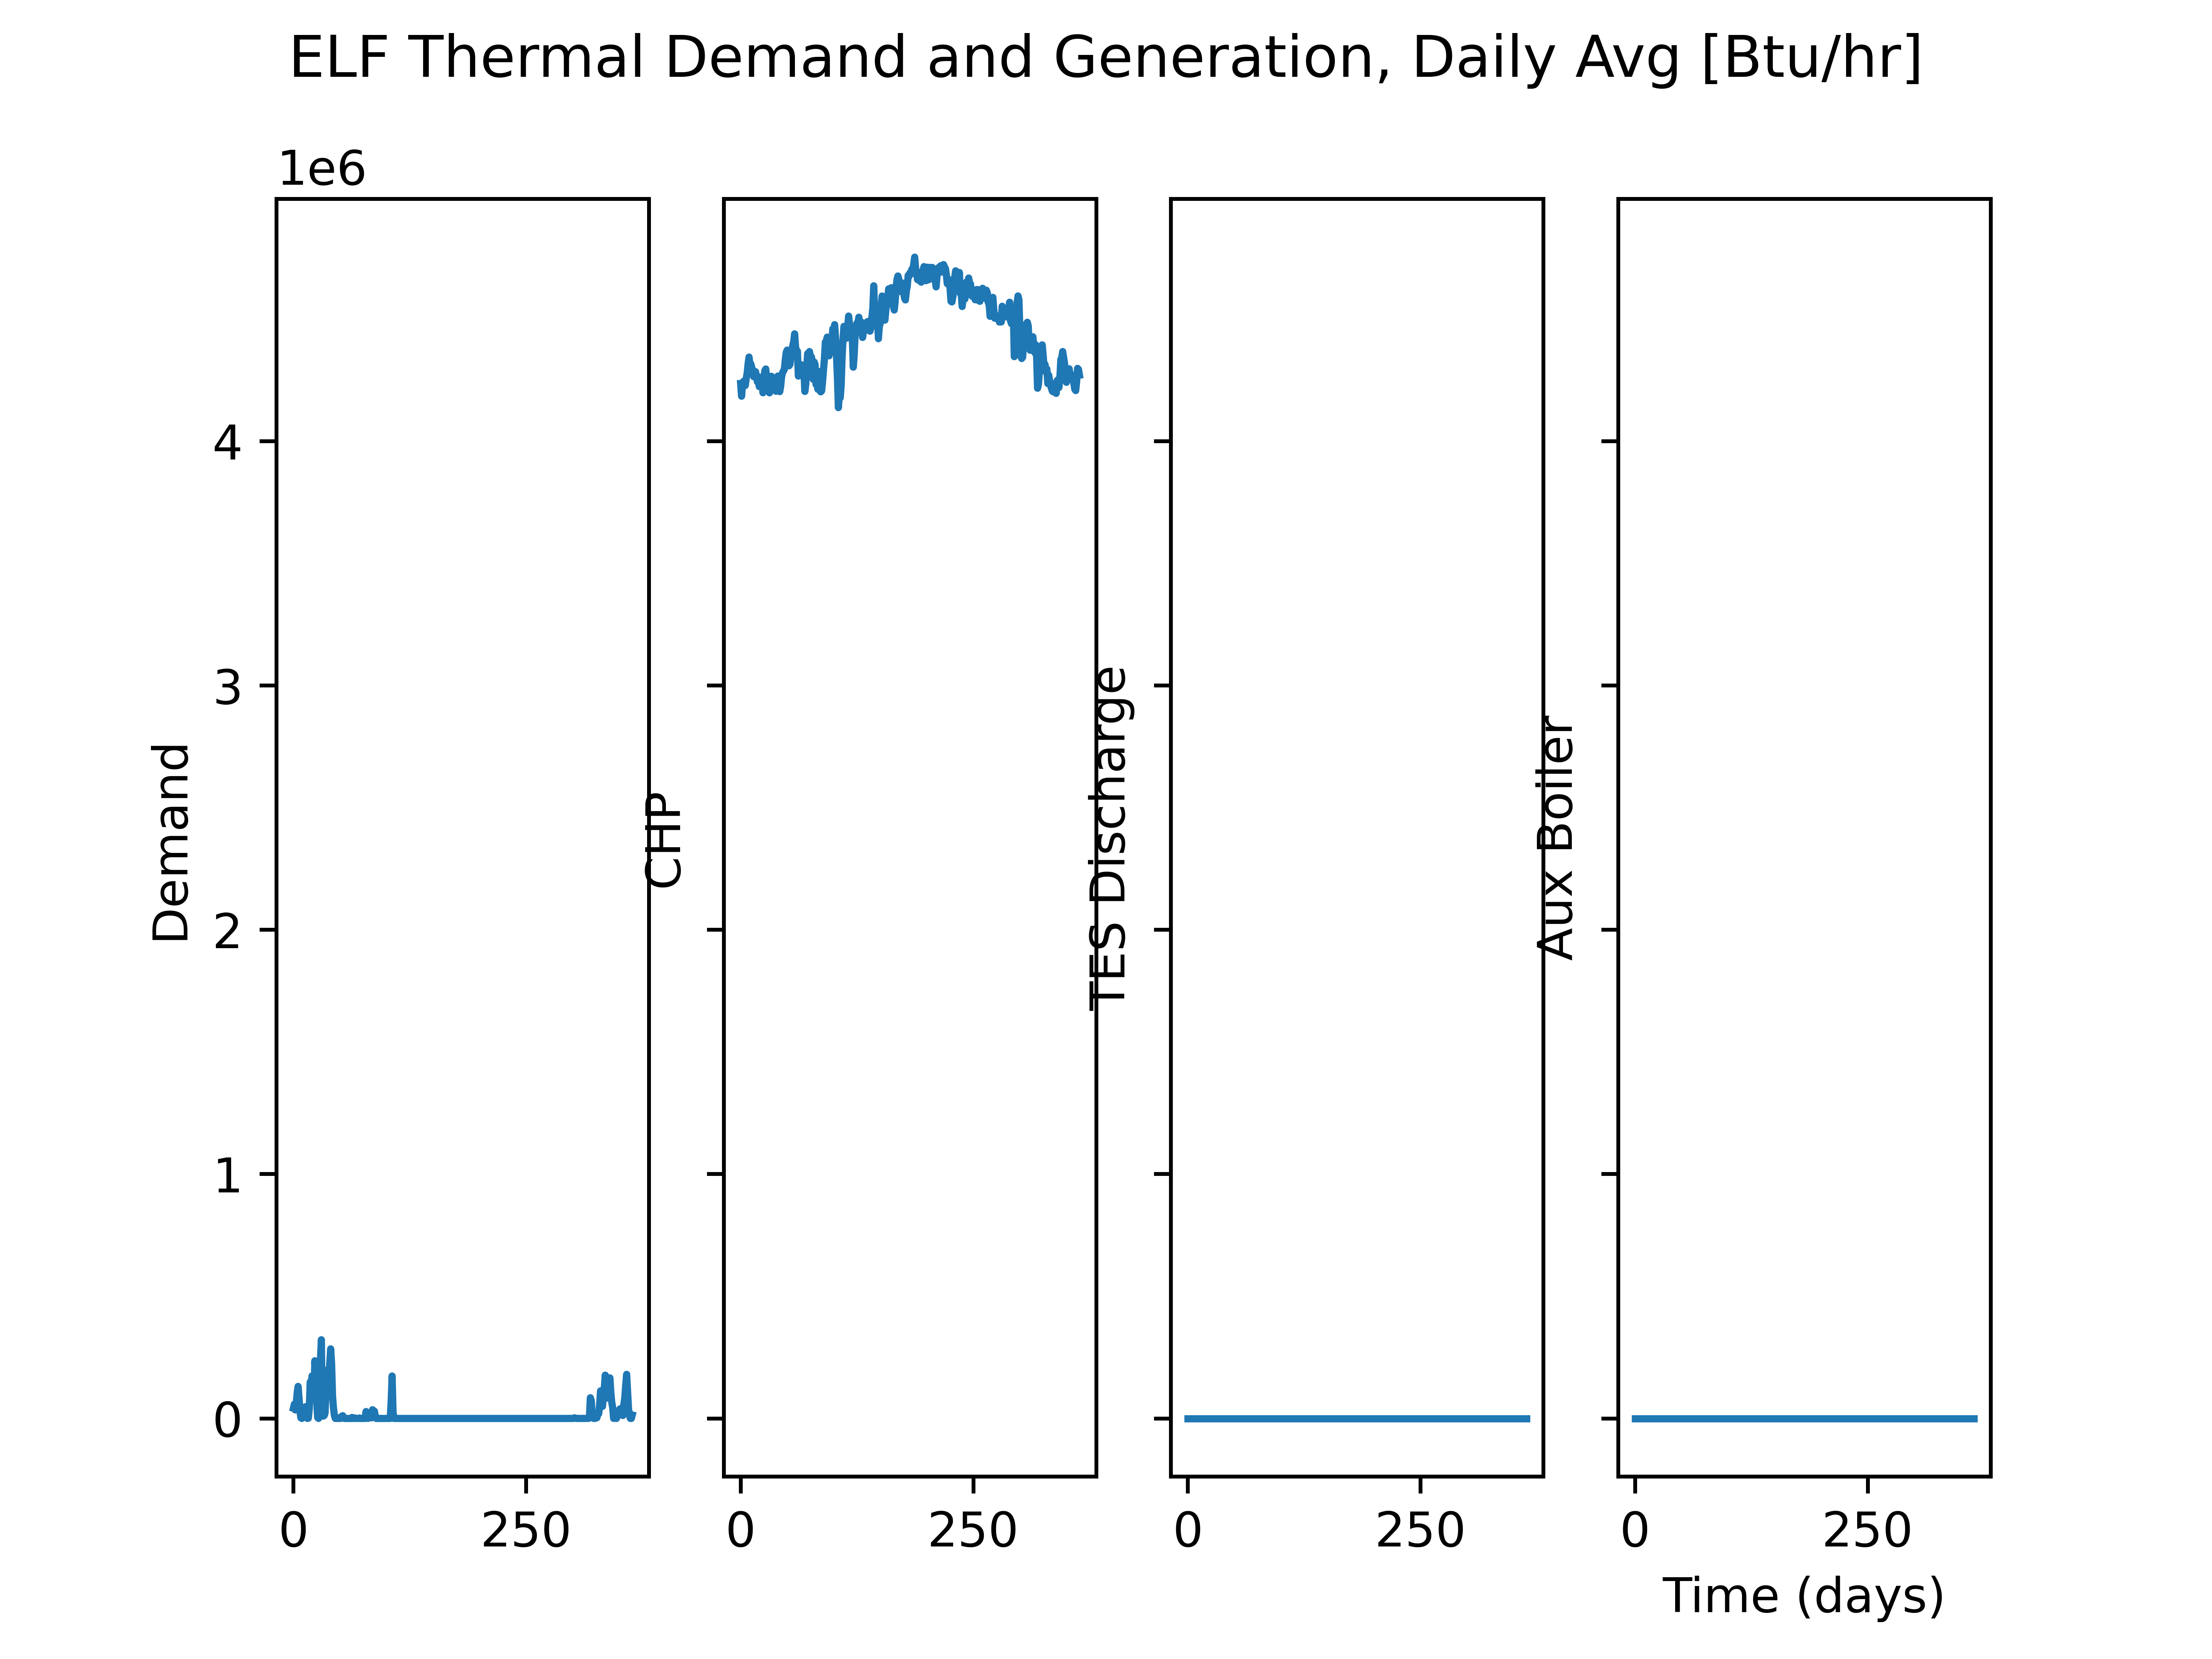 ELF Thermal Demand and Generation, Daily Avg [Btu/hr]
1e6
4
3
2
1
0
Demand
CHP
TES Discharge
Aux Boiler
0 250
0 250
0 250
0 250
Time (days)